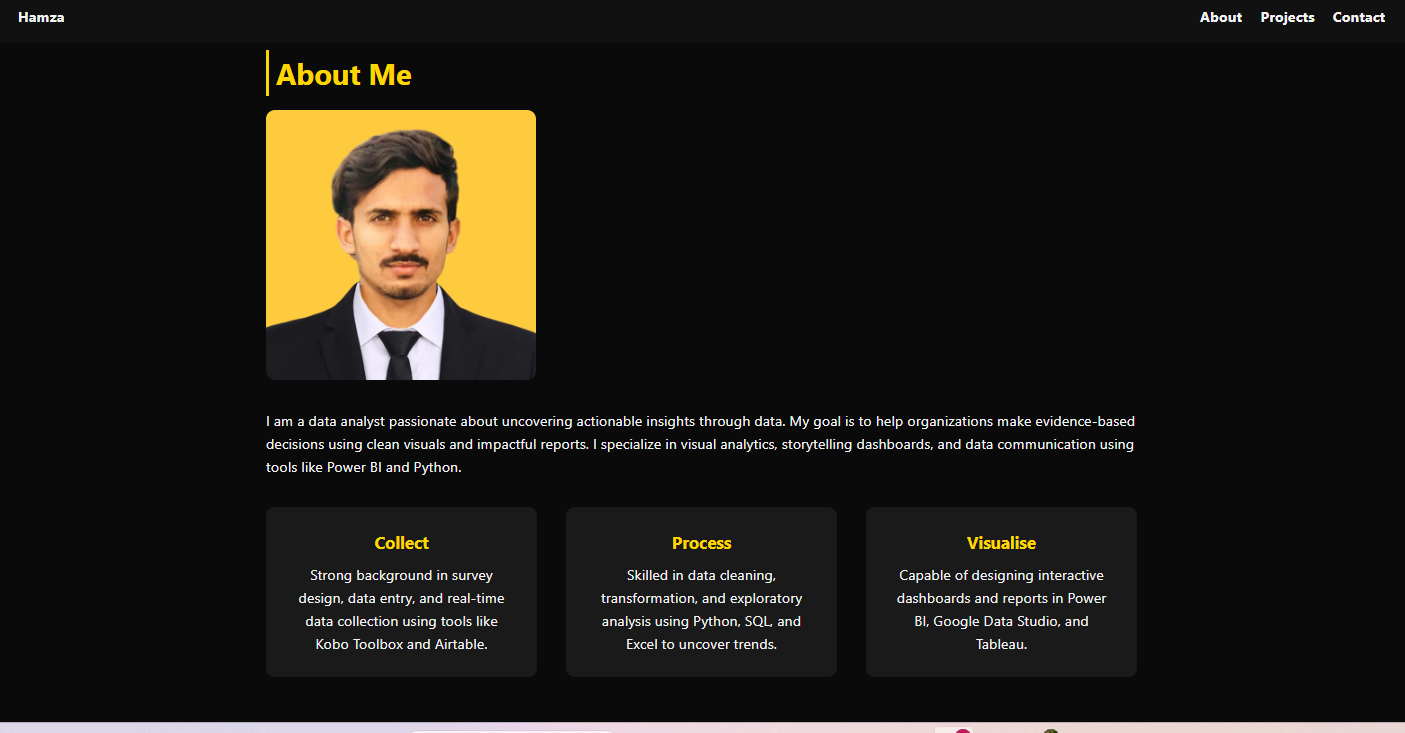 Hamza
About Projects Contact
About Me
I am a data analyst passionate about uncovering actionable insights through data. My goal is to help organizations make evidence-based
decisions using clean visuals and impactful reports. I specialize in visual analytics, storytelling dashboards, and data communication using
tools like Power BI and Python.
Collect
Strong background in survey
design, data entry, and real-time
data collection using tools like
Kobo Toolbox and Airtable.
Process
Skilled in data cleaning,
transformation, and exploratory
analysis using Python, SQL, and
Excel to uncover trends.
Visualise
Capable of designing interactive
dashboards and reports in Power
BI, Google Data Studio, and
Tableau.